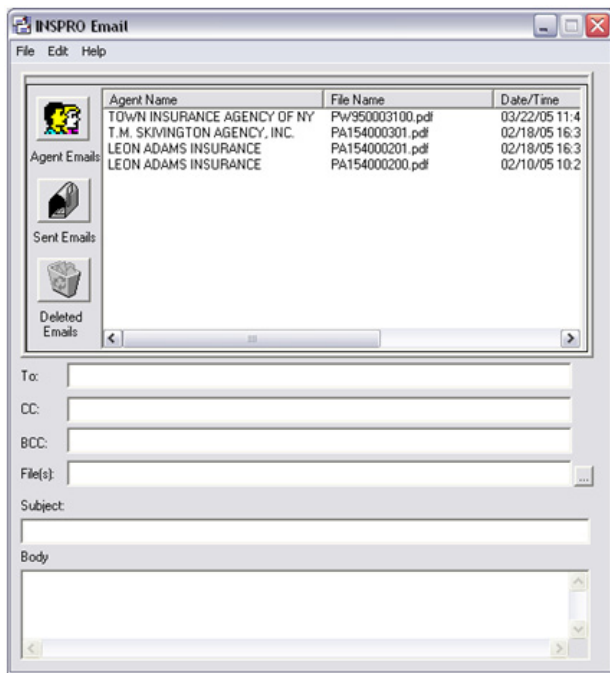 INSPRO Email
File Edit Help
Agent Name File Name Date/Time
TOWN INSURANCE AGENCY OF NY PW950003100.pdf 03/22/05 11:4
T.M. SKIVINGTON AGENCY, INC. PA154000301.pdf 02/18/05 16:3
LEON ADAMS INSURANCE PA154000201.pdf 02/18/05 16:3
LEON ADAMS INSURANCE PA154000200.pdf 02/10/05 10:2
Agent Emails
Sent Emails
Deleted
Emails
To:
CC:
BCC:
File(s): ...
Subject:
Body